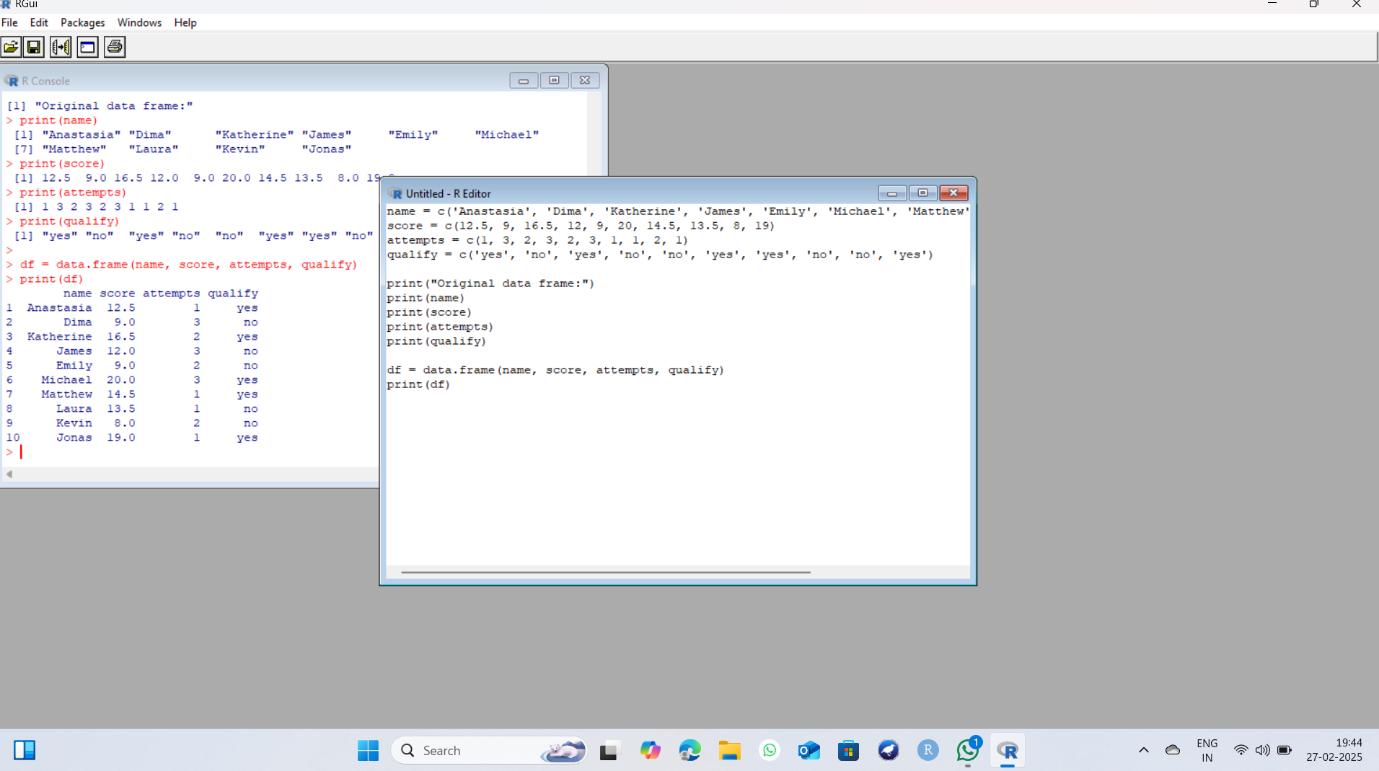 RGui
File Edit Packages Windows Help
R Console
[1] "Original data frame:"
> print(name)
[1] "Anastasia" "Dima" "Katherine" "James" "Emily" "Michael"
[7] "Matthew" "Laura" "Kevin" "Jonas"
> print(score)
[1] 12.5 9.0 16.5 12.0 9.0 20.0 14.5 13.5 8.0 19
> print(attempts)
[1] 1 3 2 3 2 3 1 1 2 1
> print(qualify)
[1] "yes" "no" "yes" "no" "no" "yes" "yes" "no"
>
> df = data.frame(name, score, attempts, qualify)
> print(df)
name score attempts qualify
1 Anastasia 12.5 1 yes
2 Dima 9.0 3 no
3 Katherine 16.5 2 yes
4 James 12.0 3 no
5 Emily 9.0 2 no
6 Michael 20.0 3 yes
7 Matthew 14.5 1 yes
8 Laura 13.5 1 no
9 Kevin 8.0 2 no
10 Jonas 19.0 1 yes
>
Untitled - R Editor
name = c('Anastasia', 'Dima', 'Katherine', 'James', 'Emily', 'Michael', 'Matthew'
score = c(12.5, 9, 16.5, 12, 9, 20, 14.5, 13.5, 8, 19)
attempts = c(1, 3, 2, 3, 2, 3, 1, 1, 2, 1)
qualify = c('yes', 'no', 'yes', 'no', 'no', 'yes', 'yes', 'no', 'no', 'yes')
print("Original data frame:")
print(name)
print(score)
print(attempts)
print(qualify)
df = data.frame(name, score, attempts, qualify)
print(df)
Search
1
ENG
IN
19:44
27-02-2025